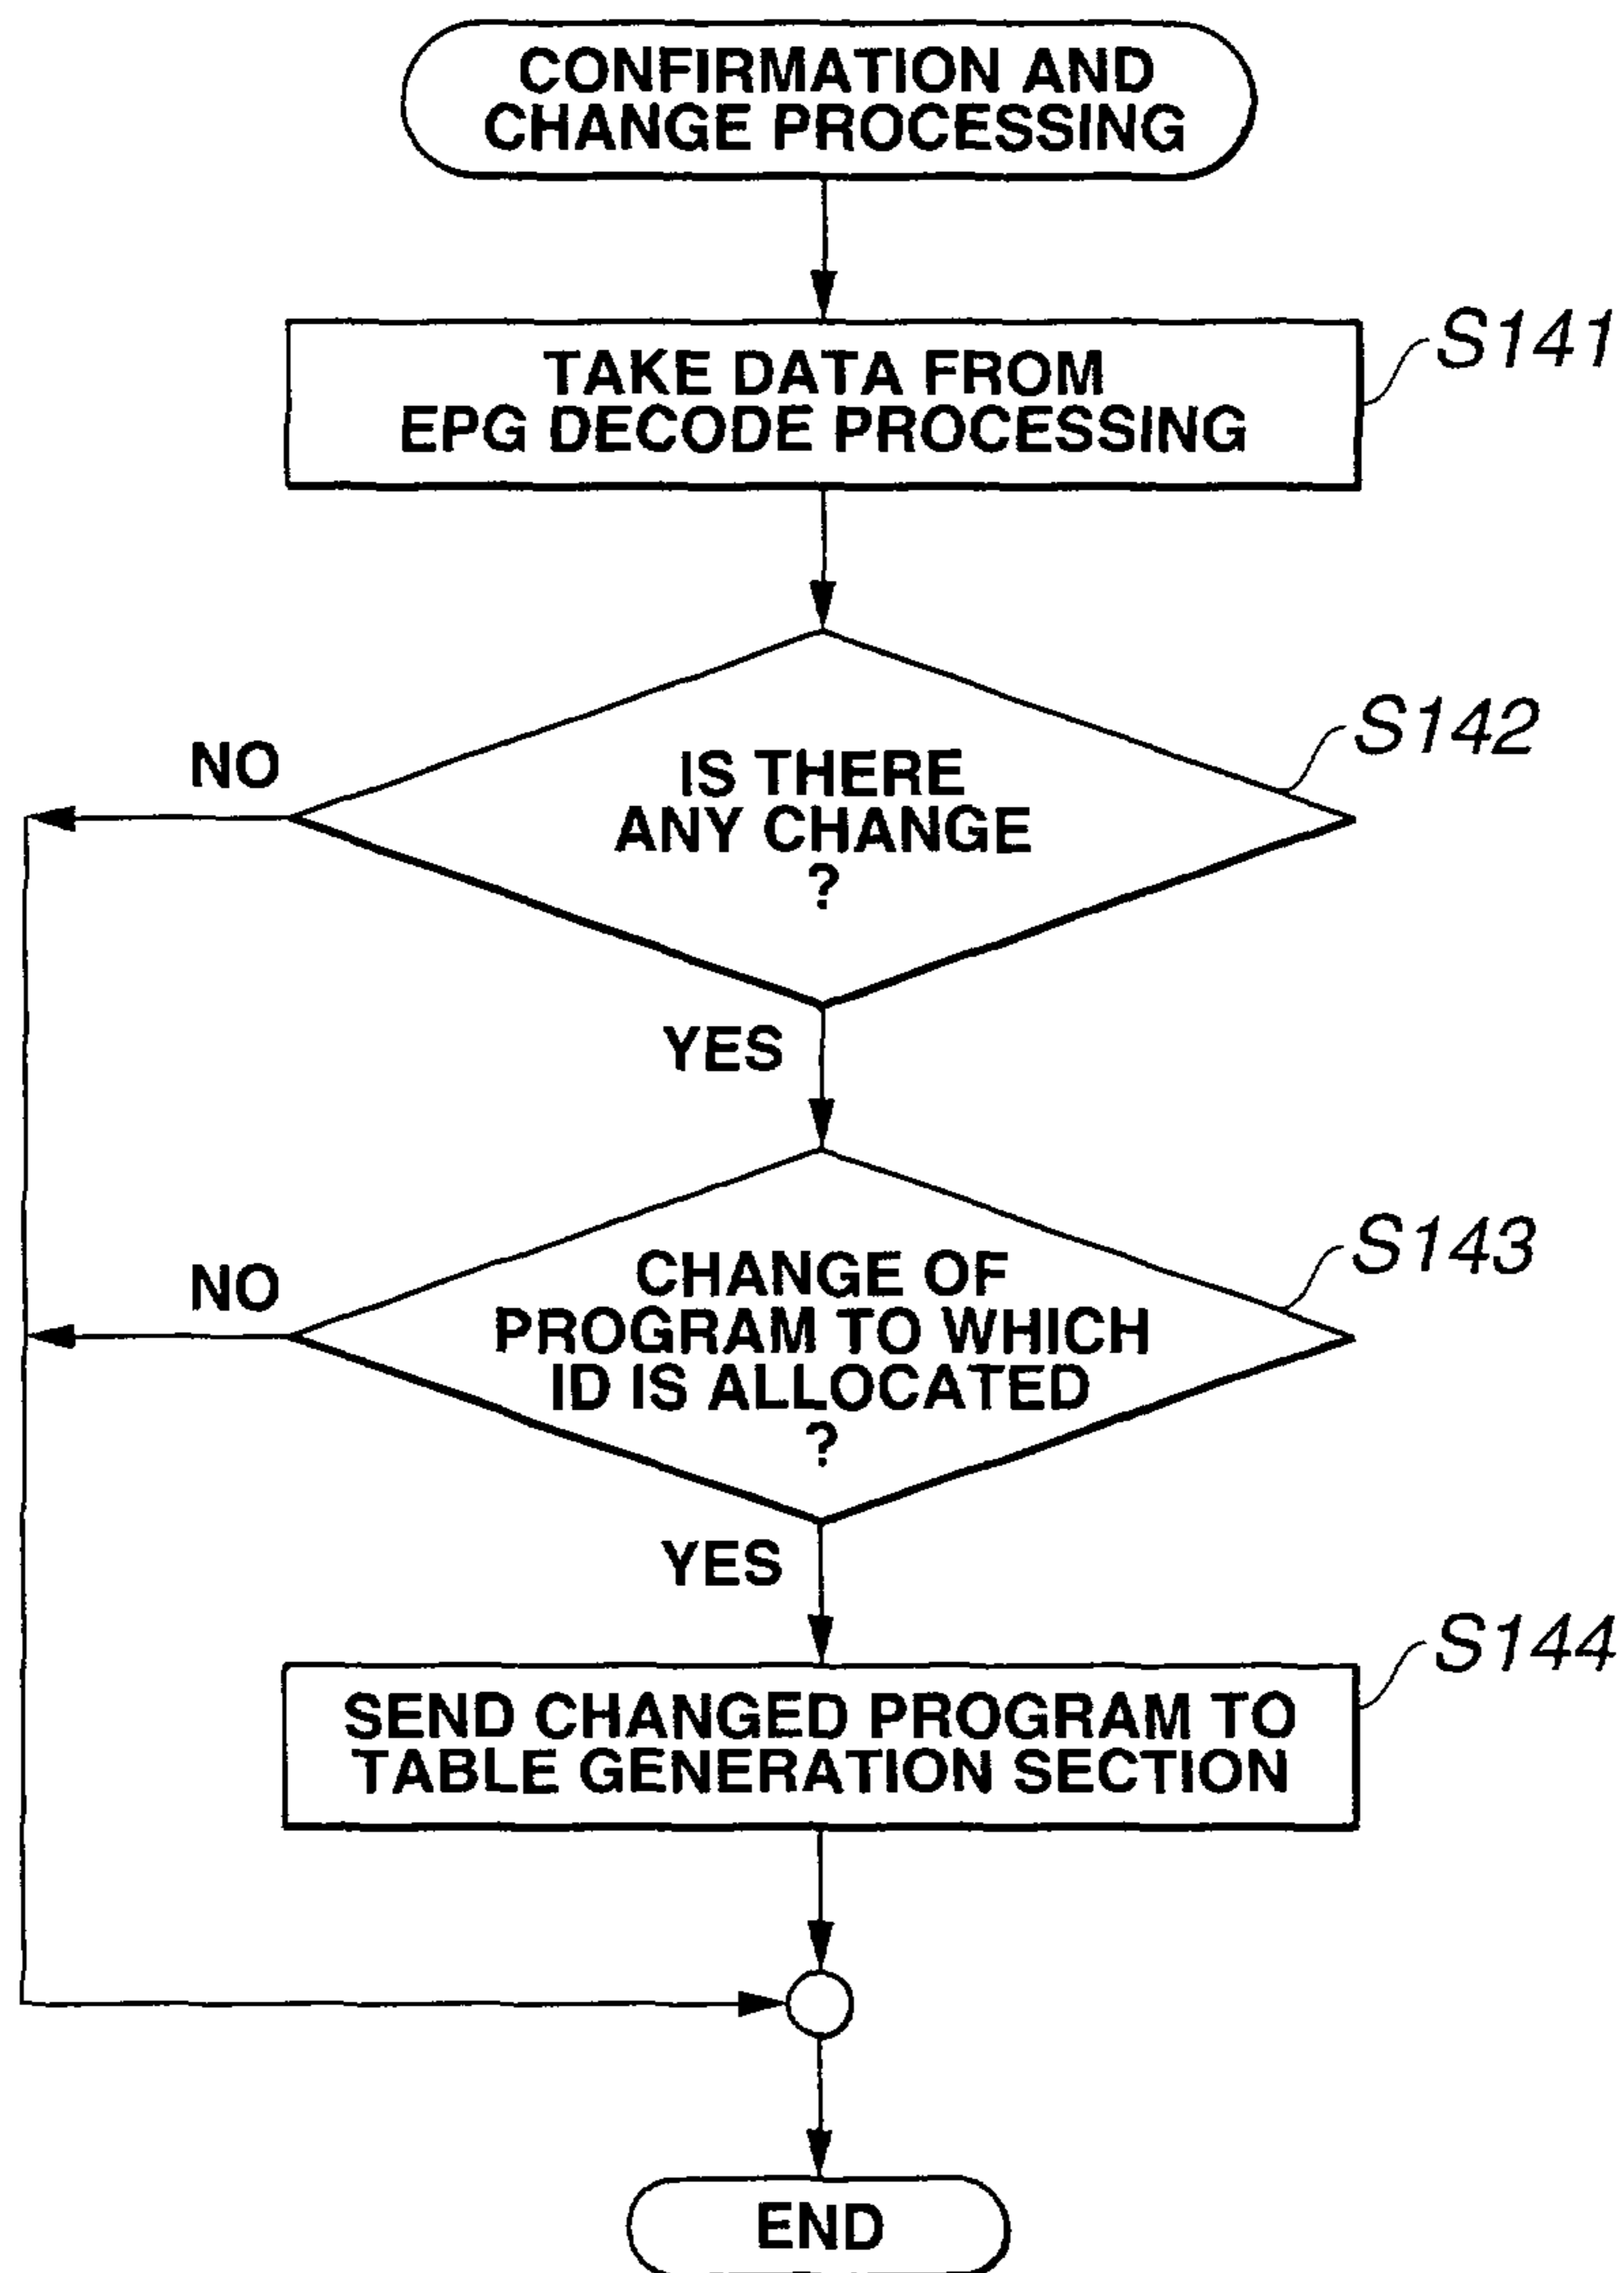 CONFIRMATION AND
CHANGE PROCESSING
S141
TAKE DATA FROM
EPG DECODE PROCESSING
S142
NO
IS THERE
ANY CHANGE
?
YES
S143
NO
CHANGE OF
PROGRAM TO WHICH
ID IS ALLOCATED
?
YES
S144
SEND CHANGED PROGRAM TO
TABLE GENERATION SECTION
END